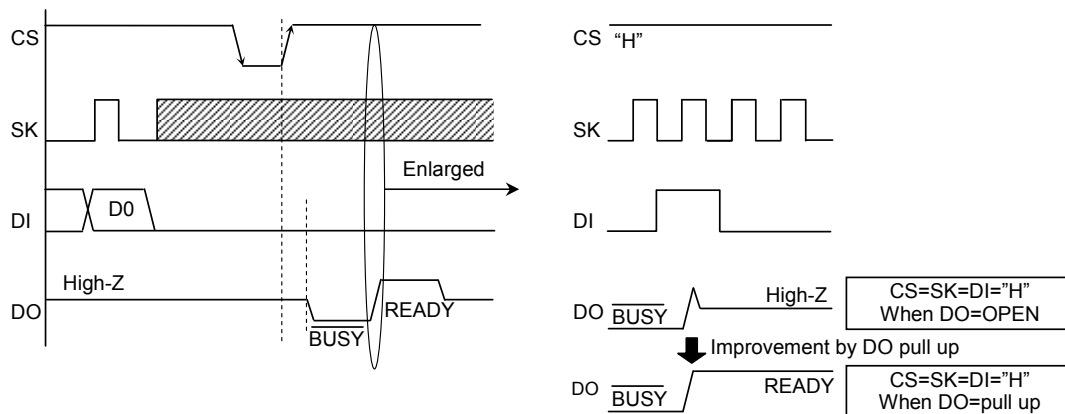 CS
SK
DI
D0
Enlarged
High-Z
DO
BUSY
READY
CS "H"
SK
DI
DO BUSY High-Z
CS=SK=DI="H"
When DO=OPEN
Improvement by DO pull up
DO BUSY READY
CS=SK=DI="H"
When DO=pull up